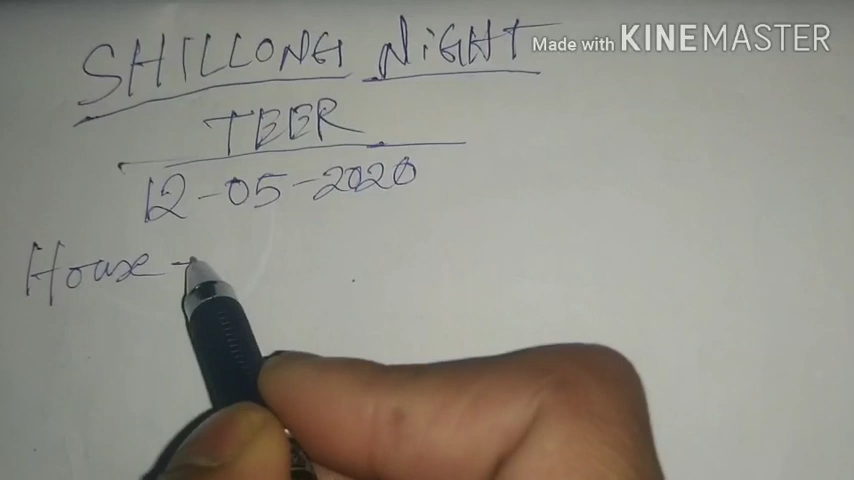 SHILLONG NiGHT
Made with KINEMASTER
TEER
12-05-2020
House -